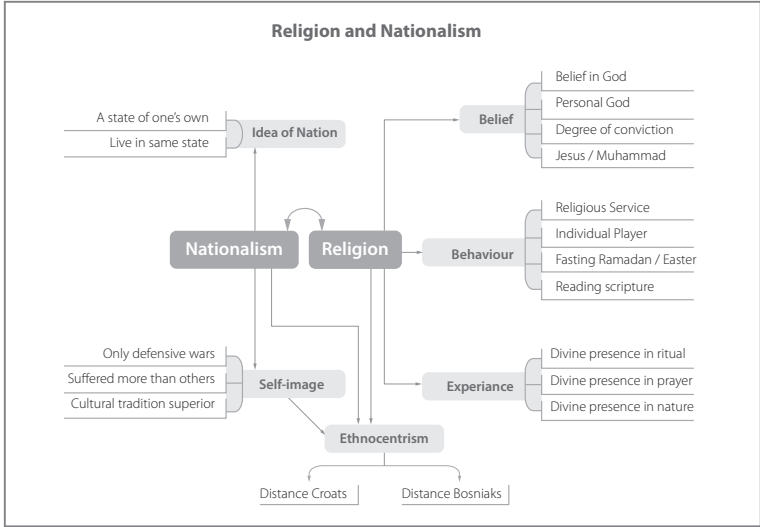 Religion and Nationalism
A state of one's own
Live in same state
Idea of Nation
Belief
Belief in God
Personal God
Degree of conviction
Jesus / Muhammad
Nationalism
Religion
Behaviour
Religious Service
Individual Player
Fasting Ramadan / Easter
Reading scripture
Only defensive wars
Suffered more than others
Cultural tradition superior
Self-image
Experiance
Divine presence in ritual
Divine presence in prayer
Divine presence in nature
Ethnocentrism
Distance Croats
Distance Bosniaks